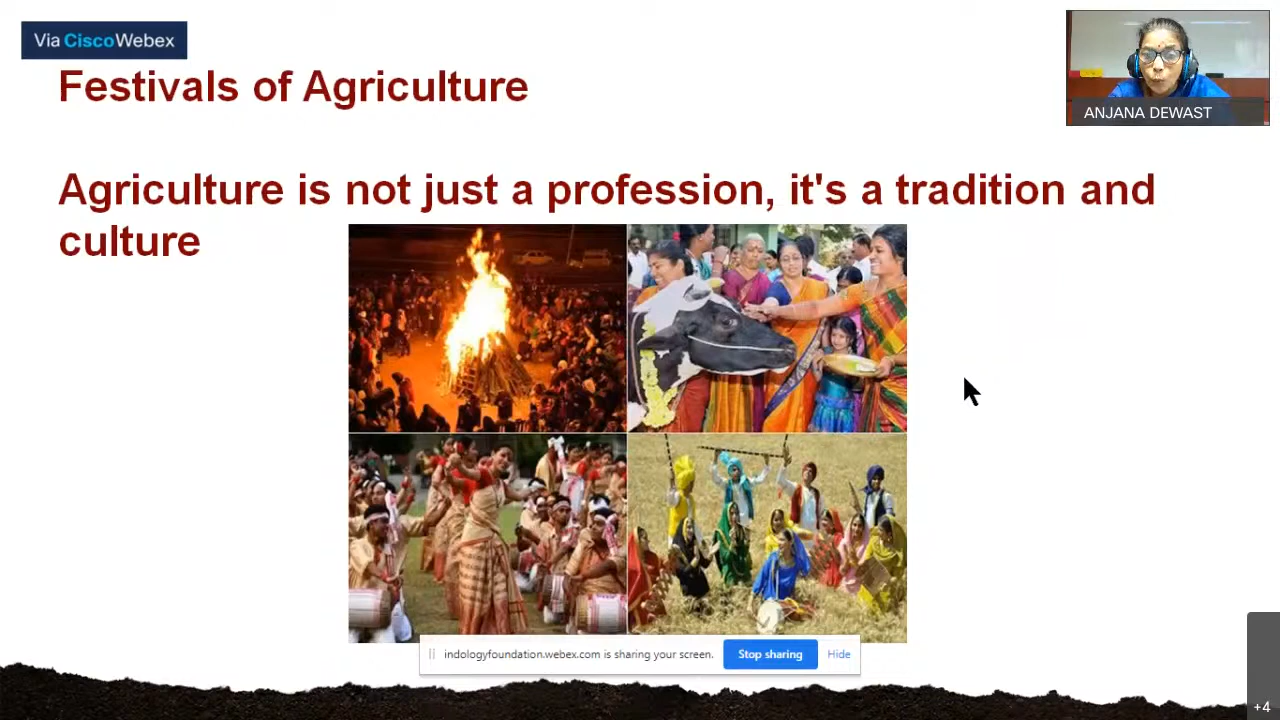 Via CiscoWebex
Festivals of Agriculture
ANJANA DEWAST
Agriculture is not just a profession, it's a tradition and
culture
indologyfoundation.webex.com is sharing your screen. Stop sharing Hide
+4